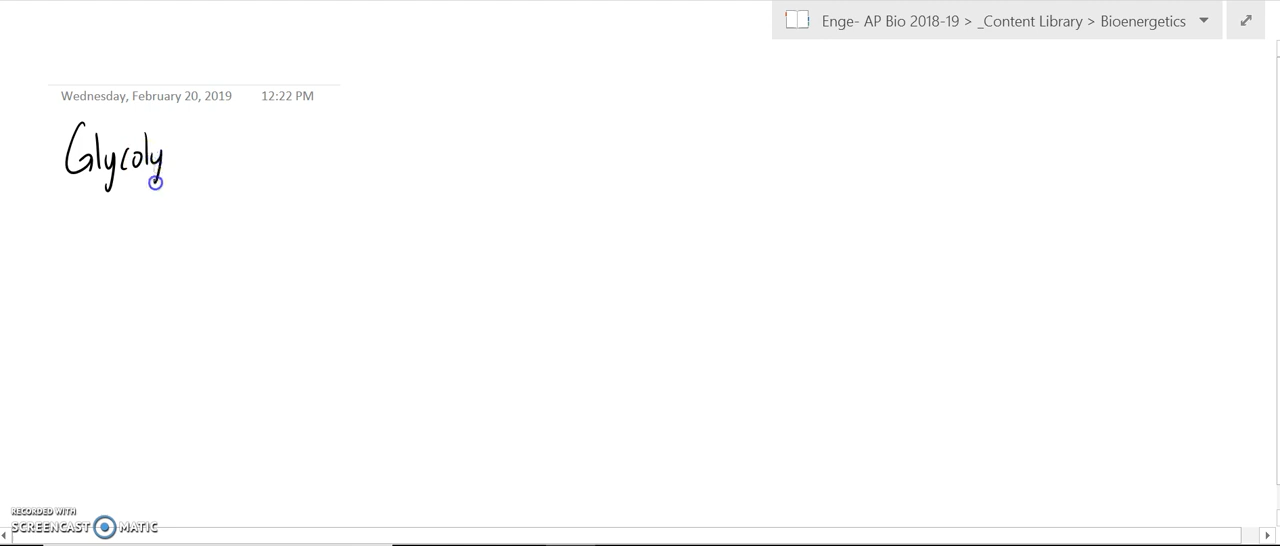 Enge- AP Bio 2018-19 > _Content Library > Bioenergetics
Wednesday, February 20, 2019 12:22 PM
Glycoly
RECORDED WITH
SCREENCAST MATIC